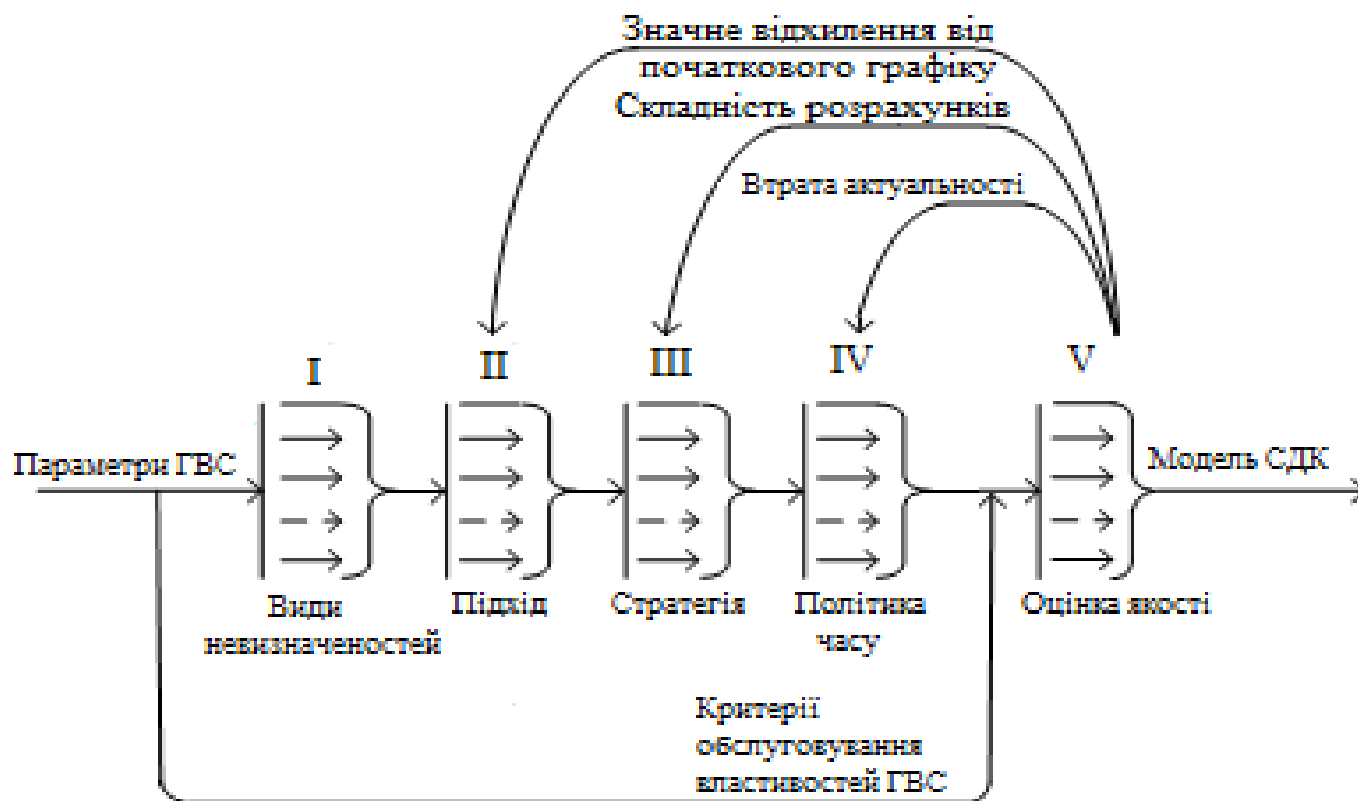 Значне відхилення від
початкового графіку
Складність розрахунків
Втрата актуальності
I
II
III
IV
V
Параметри ГВС
Модель СДК
Види
невизначеностей
Підхід
Стратегія
Політика
часу
Оцінка якості
Критерії
обслуговування
властивостей ГВС